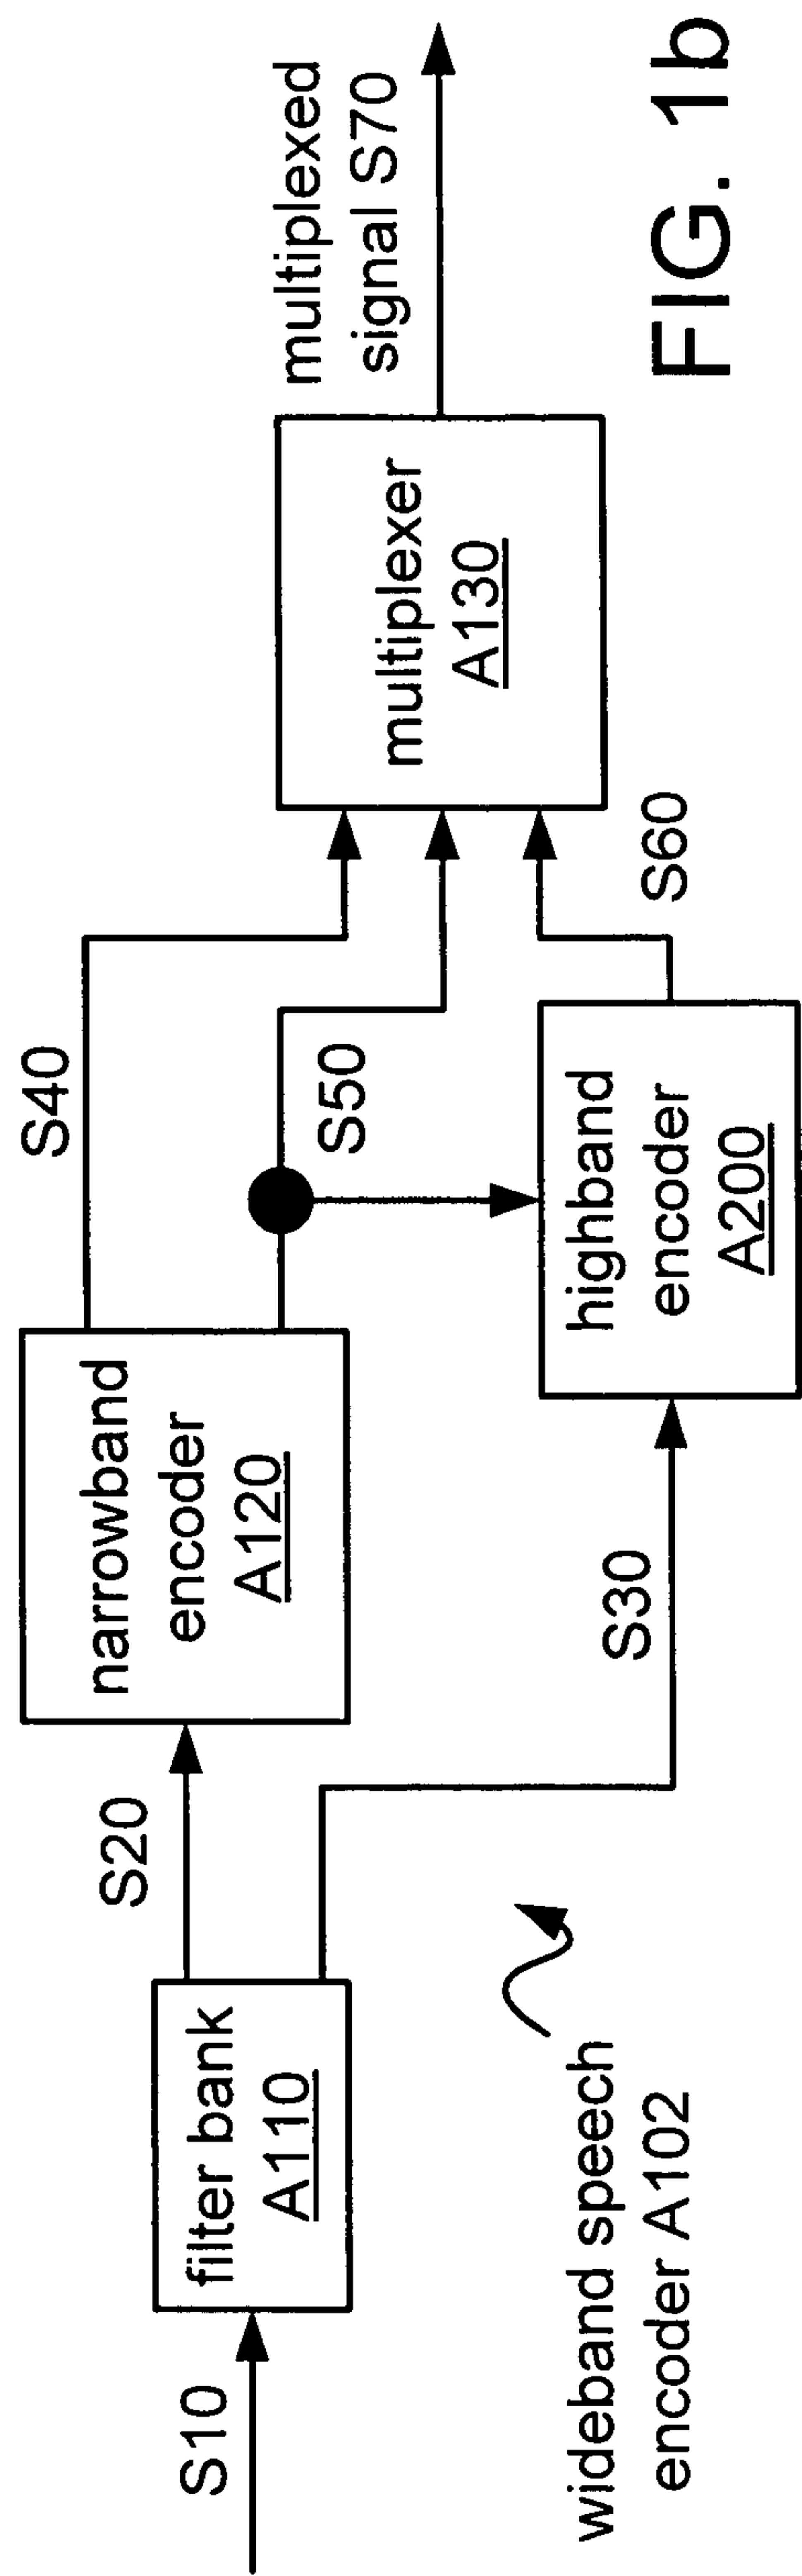 S10
filter bank
A110
S20
S30
narrowband
encoder
A120
S40
S50
highband
encoder
A200
S60
multiplexer
A130
multiplexed
signal S70
wideband speech
encoder A102
FIG. 1b